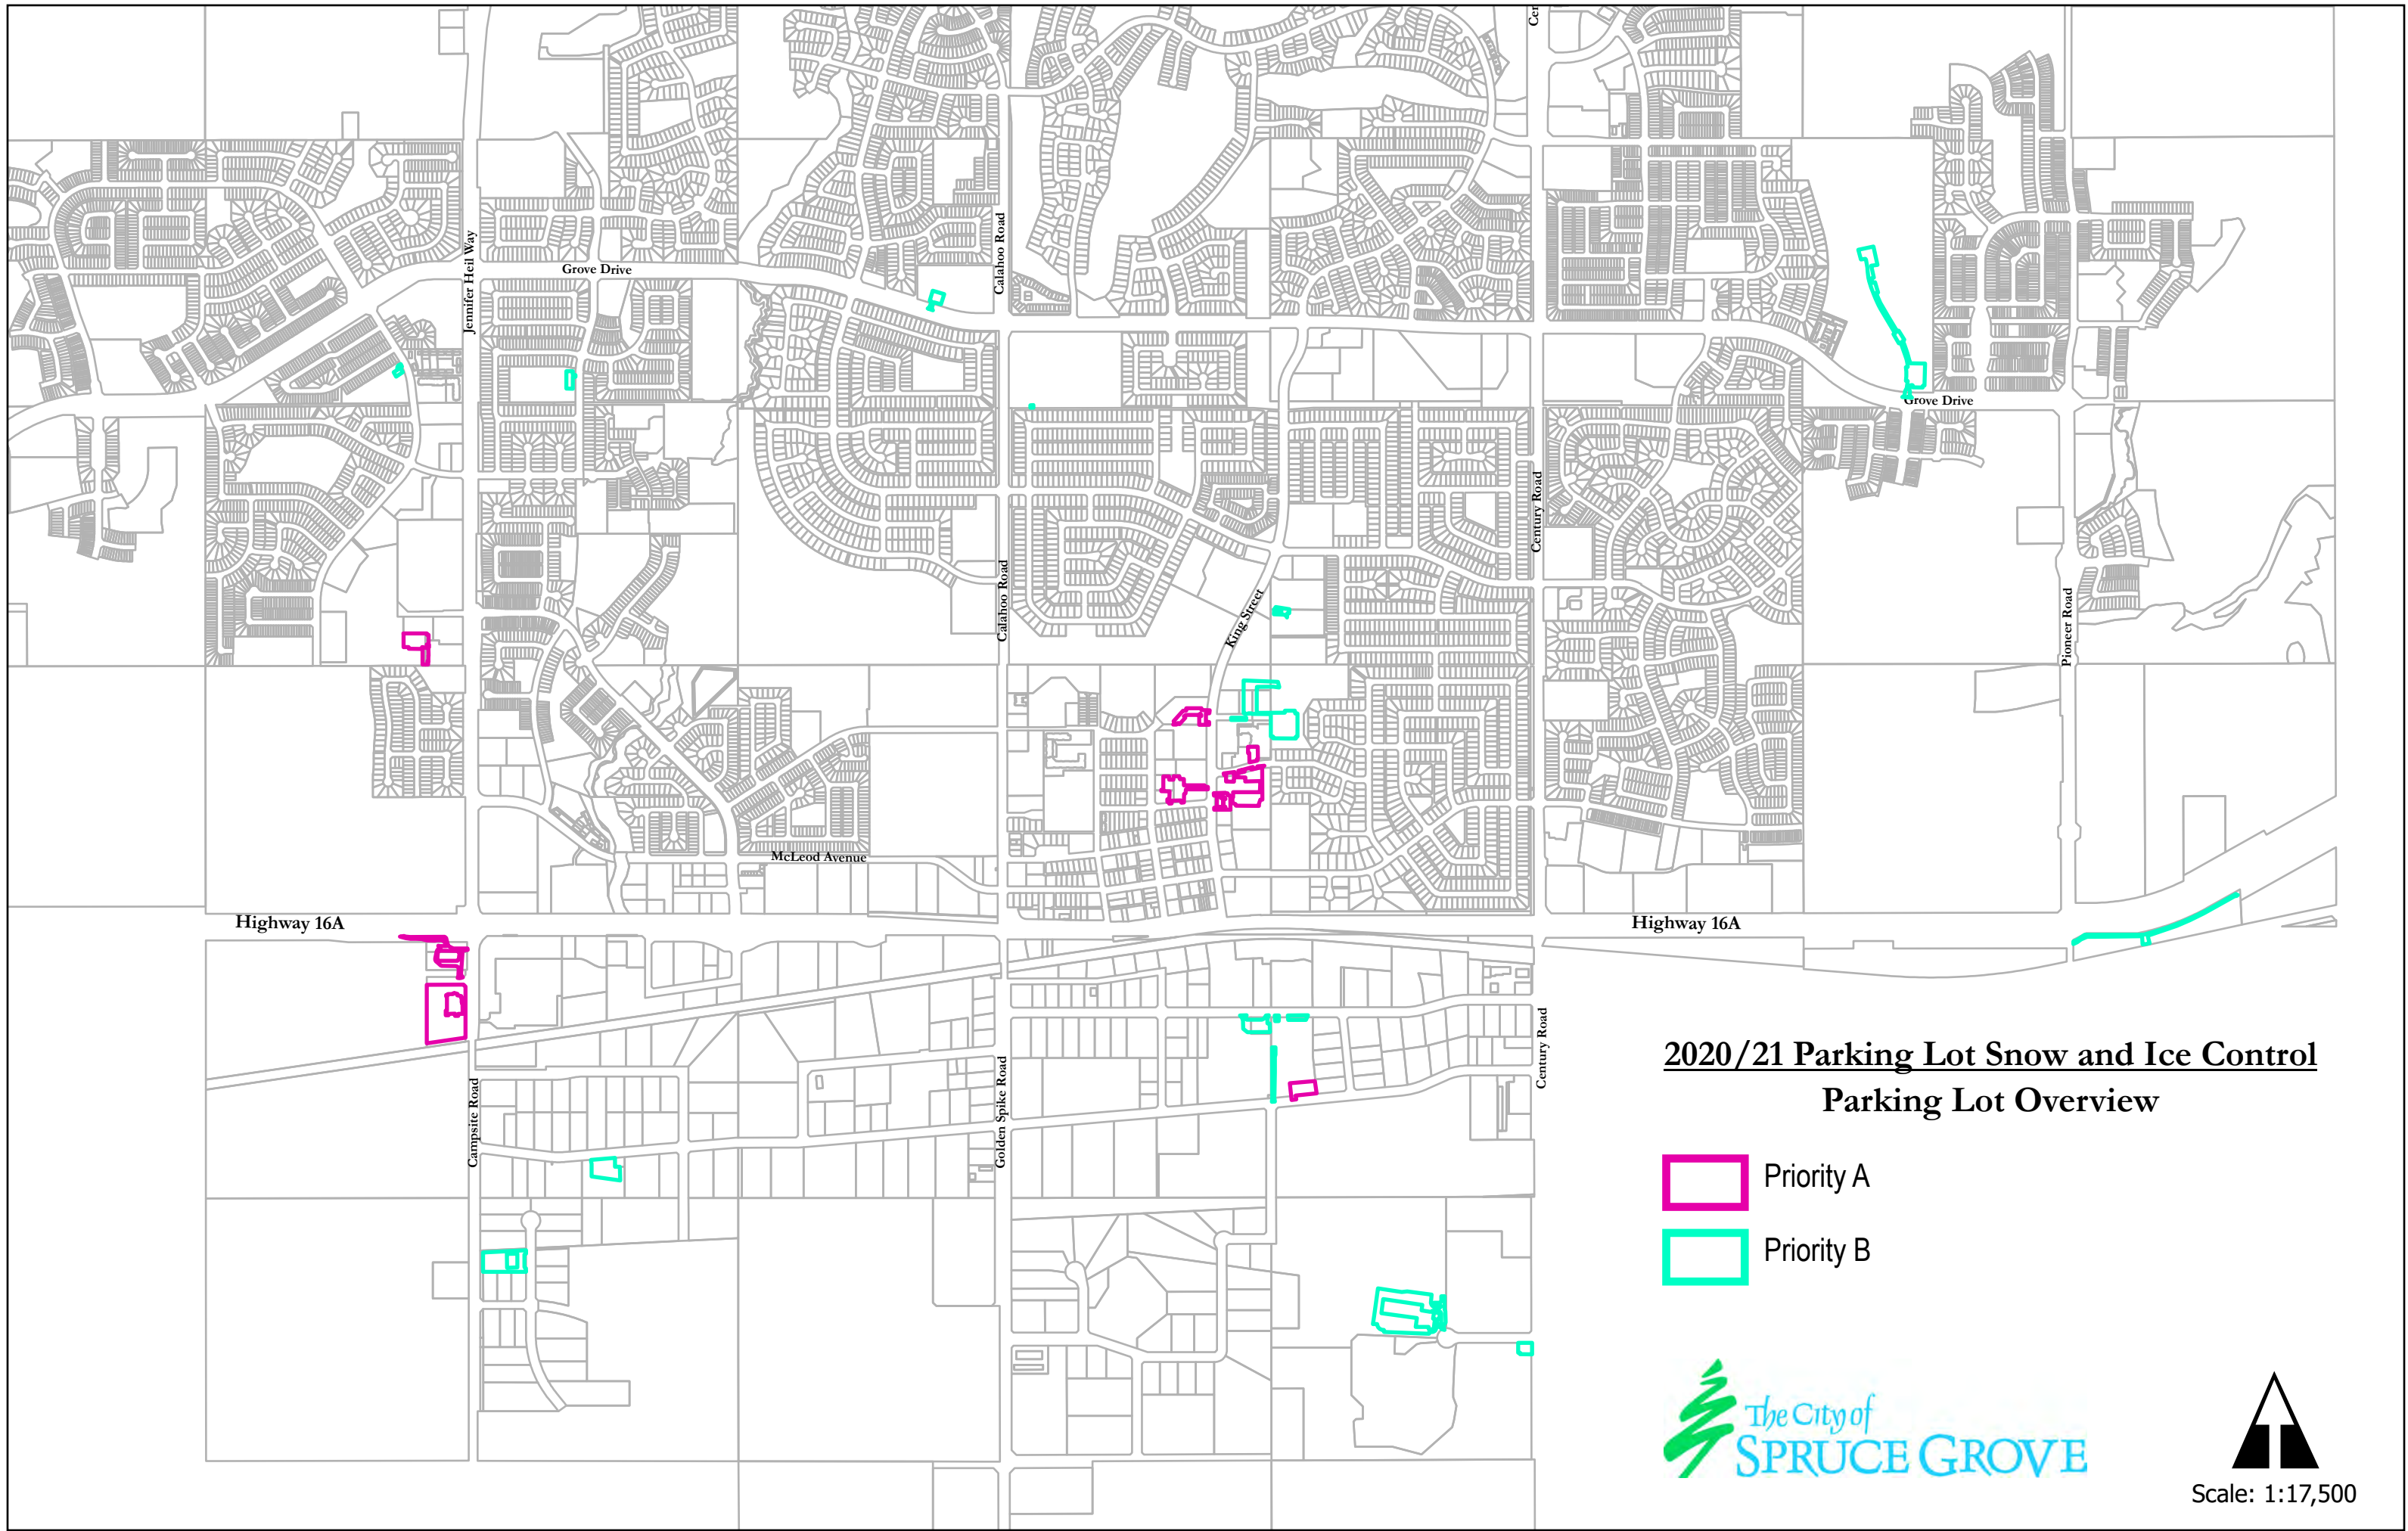 Cen
Jennifer Heil Way
Grove Drive
Calahoo Road
Grove Drive
Century Road
Calahoo Road
King Street
Pioneer Road
McLeod Avenue
Highway 16A
Highway 16A
Campsite Road
Golden Spike Road
Century Road
2020/21 Parking Lot Snow and Ice Control
Parking Lot Overview
Priority A
Priority B
The City of
SPRUCE GROVE
Scale: 1:17,500